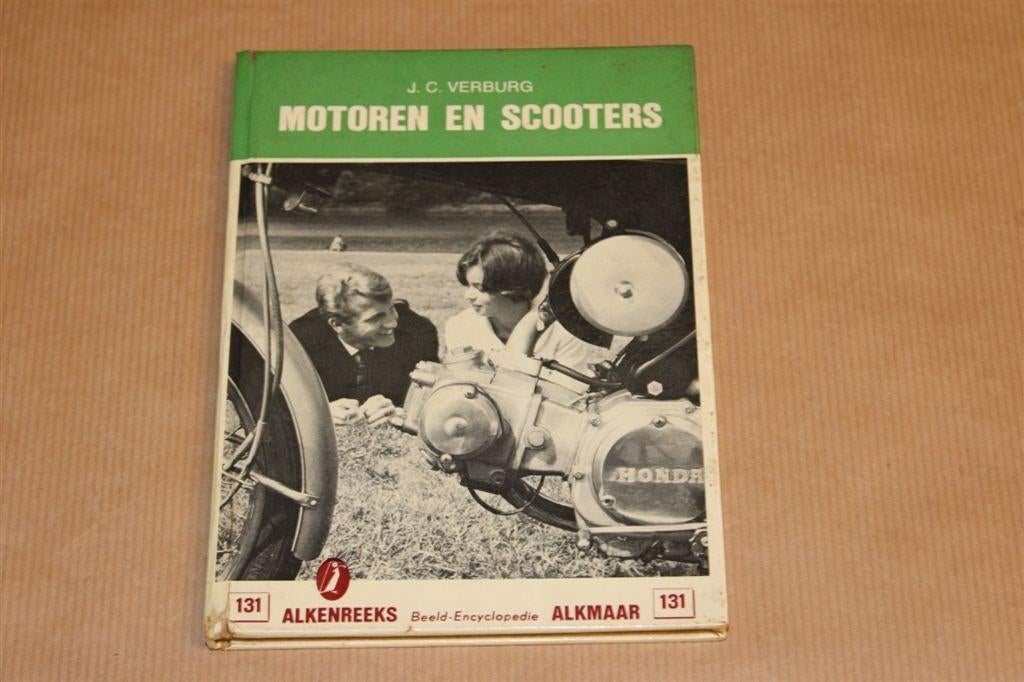 J. C. VERBURG
MOTOREN EN SCOOTERS
HONDA
131 ALKENREEKS Beeld-Encyclopedie ALKMAAR 131